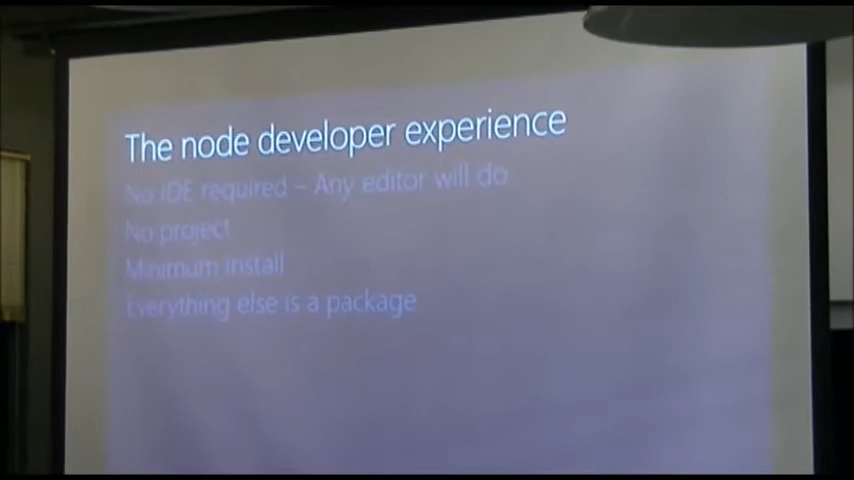 The node developer experience
No IDE required – Any editor will do
No project
Minimum install
Everything else is a package